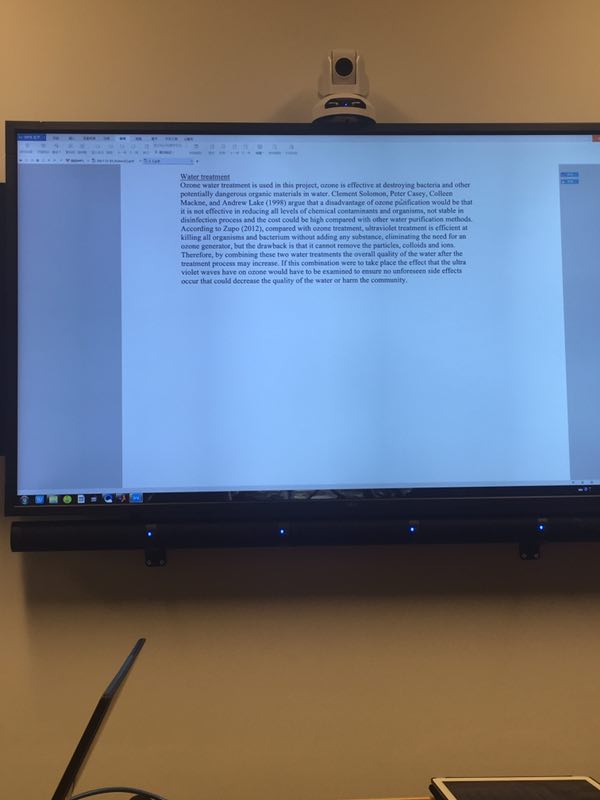 Water treatment
Ozone water treatment is used in this project, ozone is effective at destroying bacteria and other
potentially dangerous organic materials in water. Clement Solomon, Peter Casey, Colleen
Mackne, and Andrew Lake (1998) argue that a disadvantage of ozone purification would be that
it is not effective in reducing all levels of chemical contaminants and organisms, not stable in
disinfection process and the cost could be high compared with other water purification methods.
According to Zupo (2012), compared with ozone treatment, ultraviolet treatment is efficient at
killing all organisms and bacterium without adding any substance, eliminating the need for an
ozone generator, but the drawback is that it cannot remove the particles, colloids and ions.
Therefore, by combining these two water treatments the overall quality of the water after the
treatment process may increase. If this combination were to take place the effect that the ultra
violet waves have on ozone would have to be examined to ensure no unforeseen side effects
occur that could decrease the quality of the water or harm the community.